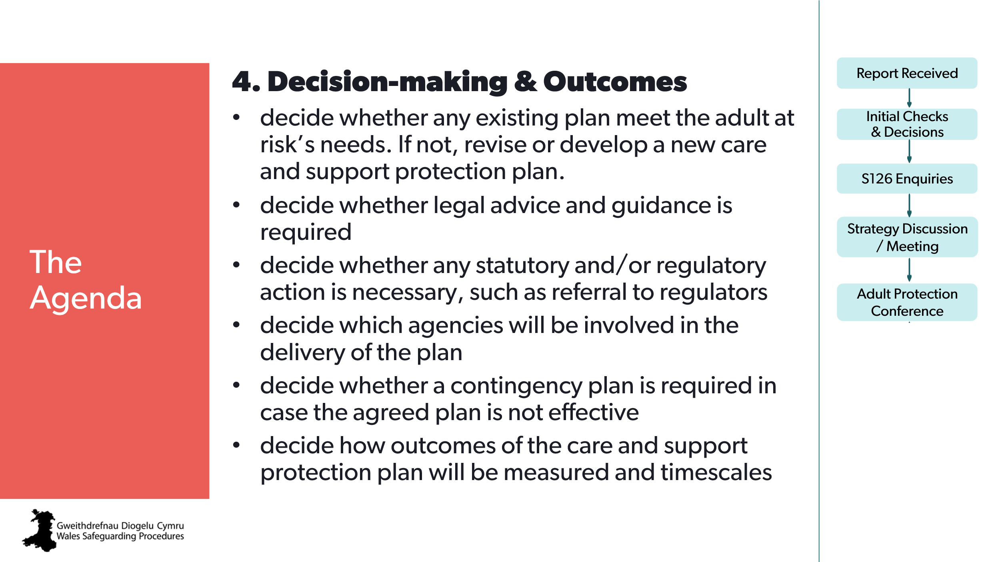 The
Agenda
4. Decision-making & Outcomes
• decide whether any existing plan meet the adult at
risk’s needs. If not, revise or develop a new care
and support protection plan.
• decide whether legal advice and guidance is
required
• decide whether any statutory and/or regulatory
action is necessary, such as referral to regulators
• decide which agencies will be involved in the
delivery of the plan
• decide whether a contingency plan is required in
case the agreed plan is not effective
• decide how outcomes of the care and support
protection plan will be measured and timescales
Report Received
Initial Checks
& Decisions
S126 Enquiries
Strategy Discussion
/ Meeting
Adult Protection
Conference
Gweithdrefnau Diogelu Cymru
Wales Safeguarding Procedures